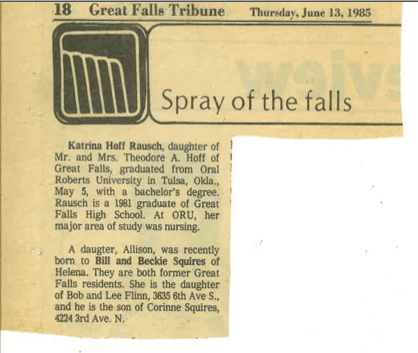 18 Great Falls Tribune Thursday, June 13, 1985
Spray of the falls
Katrina Hoff Rausch, daughter of
Mr. and Mrs. Theodore A. Hoff of
Great Falls, graduated from Oral
Roberts University in Tulsa, Okla.,
May 5, with a bachelor's degree.
Rausch is a 1981 graduate of Great
Falls High School. At ORU, her
major area of study was nursing.
A daugter, Allison, was recently
born to Bill and Beckie Squires of
Helena. They are both former Great
Falls residents. She is the daughter
of Bob and Lee Flinn, 3635 6th Ave S.,
and he is the son of Corinne Squires,
4224 3rd Ave. N.